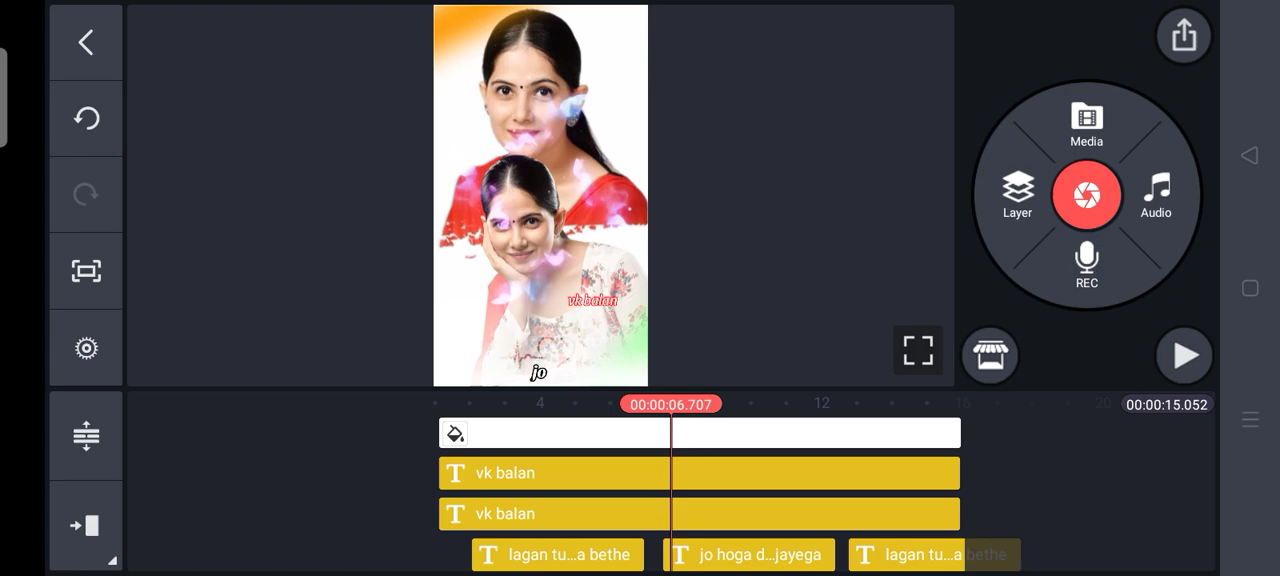 Media
Layer
Audio
REC
vk balan
jo
4
00:00:06.707
12
16
20
00:00:15.052
T vk balan
T vk balan
T lagan tu...a bethe
T jo hoga d...jayega
T lagan tu...a bethe